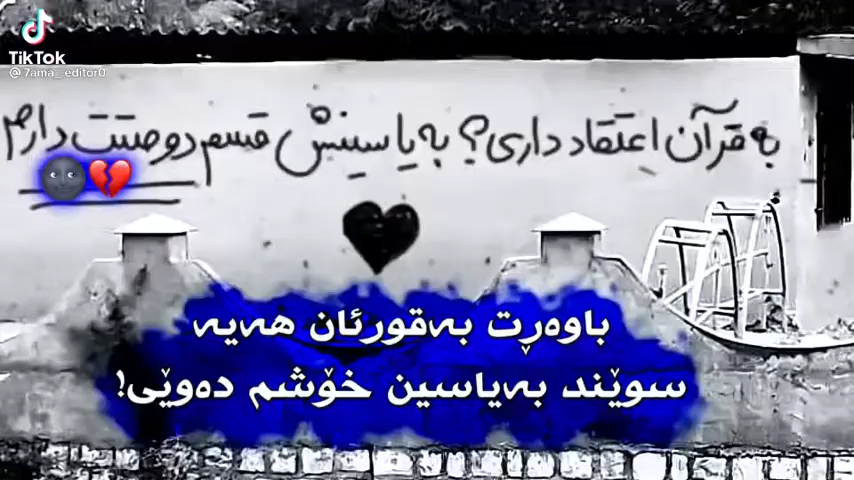 TikTok
@7ama_editor0
به قرآن اعتقاد داری؟ به یاسینش قسم دوستت دارم
باوەڕت بەقورئان هەیە
سوێند بەیاسین خۆشم دەوێی!